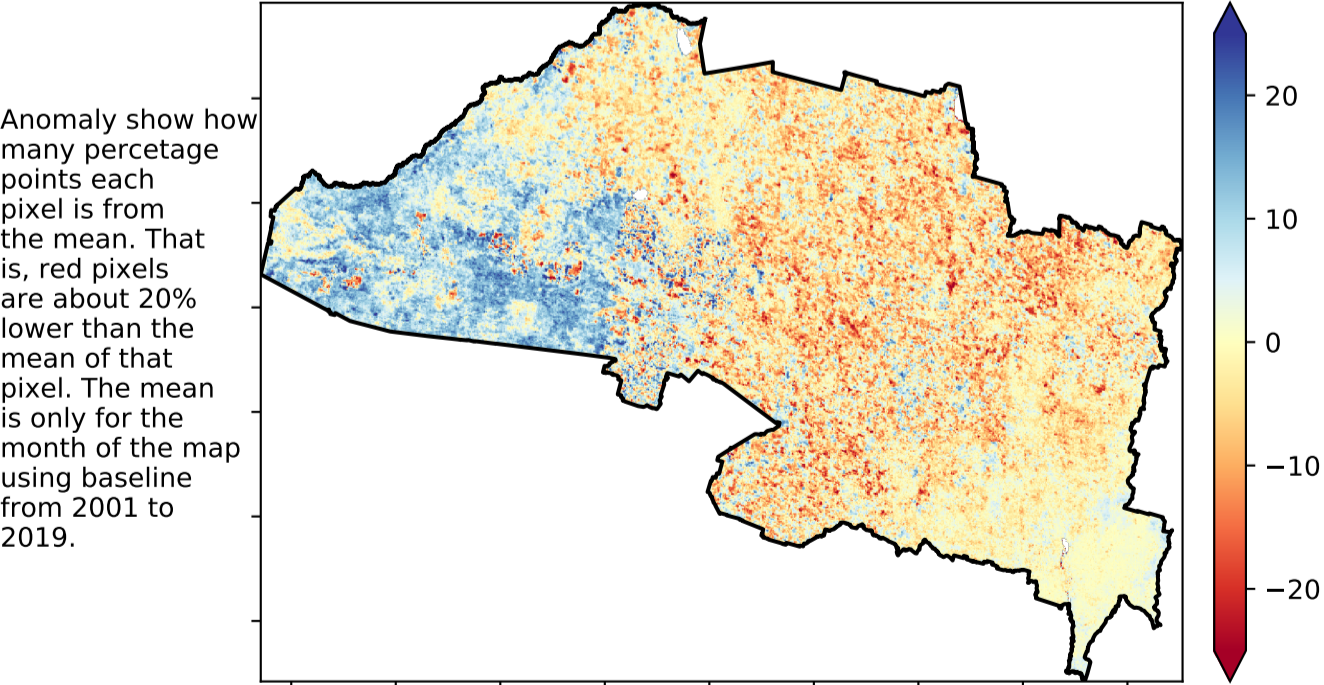 Anomaly show how
many percetage
points each
pixel is from
the mean. That
is, red pixels
are about 20%
lower than the
mean of that
pixel. The mean
is only for the
month of the map
using baseline
from 2001 to
2019.
20
10
0
−10
−20